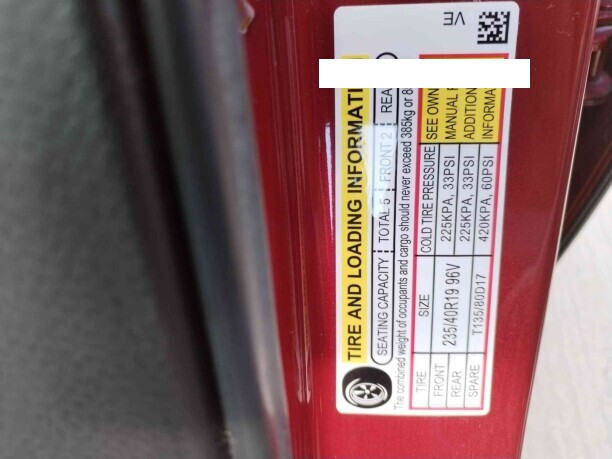 VE
TIRE AND LOADING INFORMATI
SEATING CAPACITY TOTAL 5 FRONT 2 REA
The combined weight of occupants and cargo should never exceed 385kg or 8
TIRE SIZE COLD TIRE PRESSURE SEE OWN
FRONT 235/40R19 96V 225KPA, 33PSI MANUAL F
REAR 225KPA, 33PSI ADDITION
SPARE T135/80D17 420KPA, 60PSI INFORMA